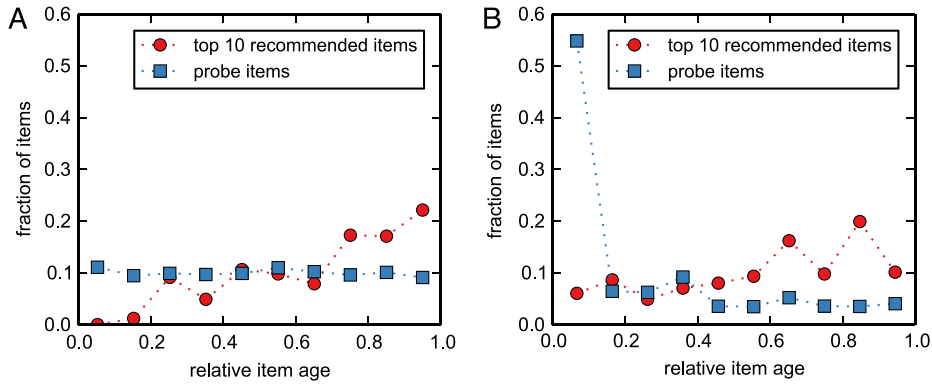 A
0.6
0.5
0.4
0.3
0.2
0.1
0.0
fraction of items
top 10 recommended items
probe items
0.0 0.2 0.4 0.6 0.8 1.0
relative item age
B
0.6
0.5
0.4
0.3
0.2
0.1
0.0
fraction of items
top 10 recommended items
probe items
0.0 0.2 0.4 0.6 0.8 1.0
relative item age